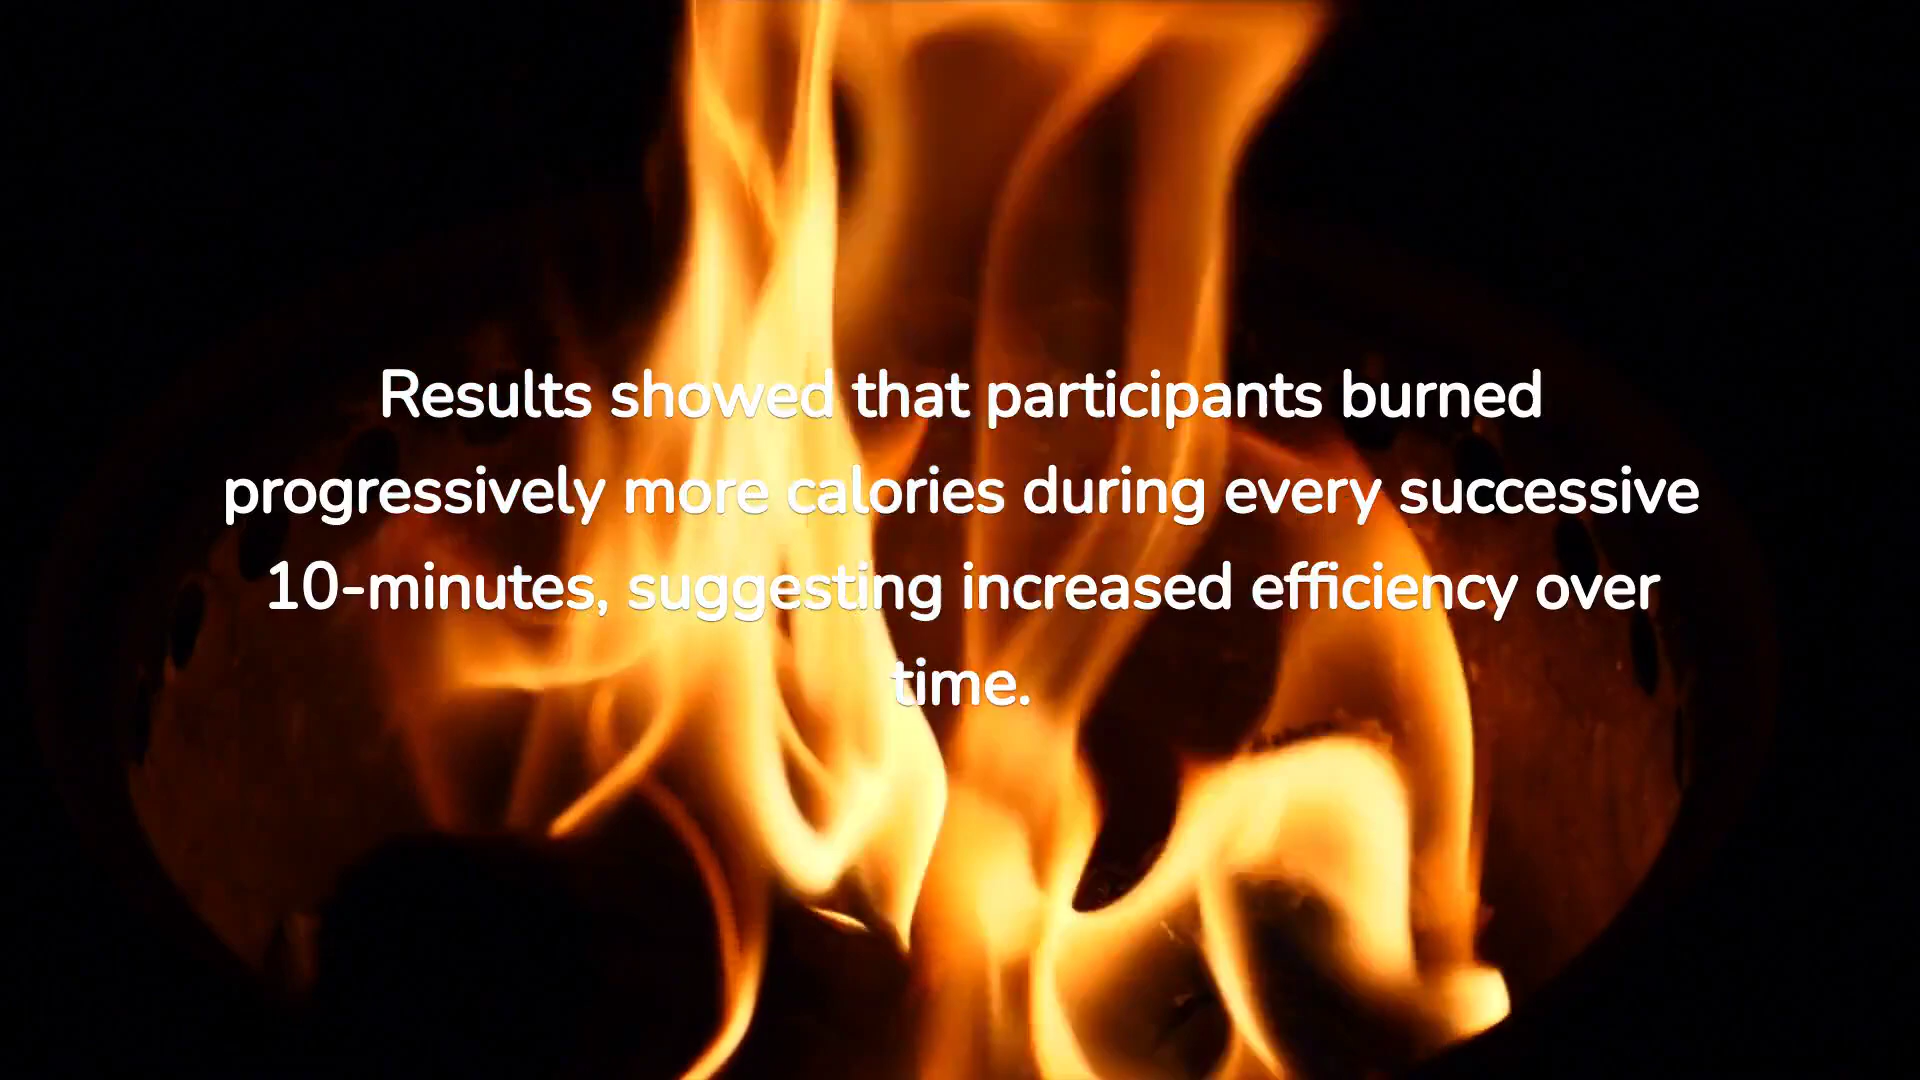 Results showed that participants burned
progressively more calories during every successive
10-minutes, suggesting increased efficiency over
time.